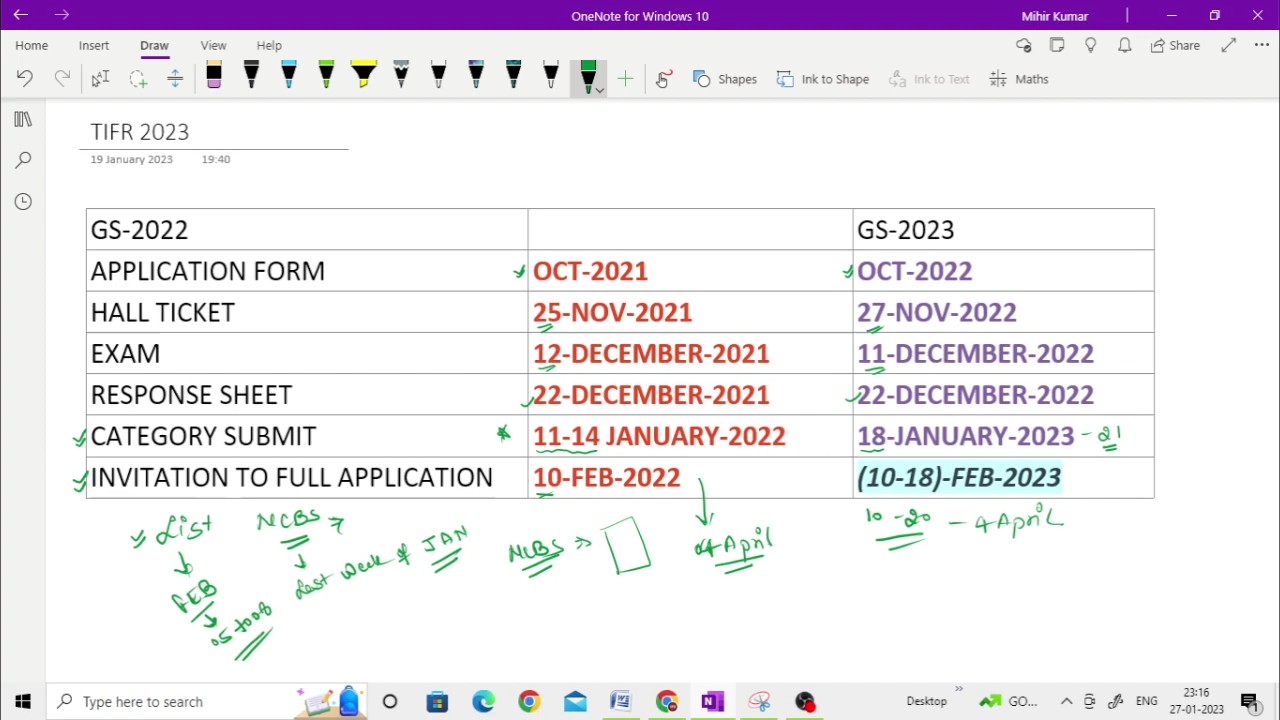 OneNote for Windows 10
Mihir Kumar
Home Insert Draw View Help
Share
Shapes Ink to Shape Ink to Text Maths
TIFR 2023
19 January 2023 19:40
GS-2022 GS-2023
APPLICATION FORM OCT-2021 OCT-2022
HALL TICKET 25-NOV-2021 27-NOV-2022
EXAM 12-DECEMBER-2021 11-DECEMBER-2022
RESPONSE SHEET 22-DECEMBER-2021 22-DECEMBER-2022
CATEGORY SUBMIT 11-14 JANUARY-2022 18-JANUARY-2023 - 21
INVITATION TO FULL APPLICATION 10-FEB-2022 (10-18)-FEB-2023
List NCBS
10 - 20 - 4 April
FEB Last week of JAN NCBS 04 April
05 to 08
Type here to search
Desktop GO... ENG 23:16
27-01-2023